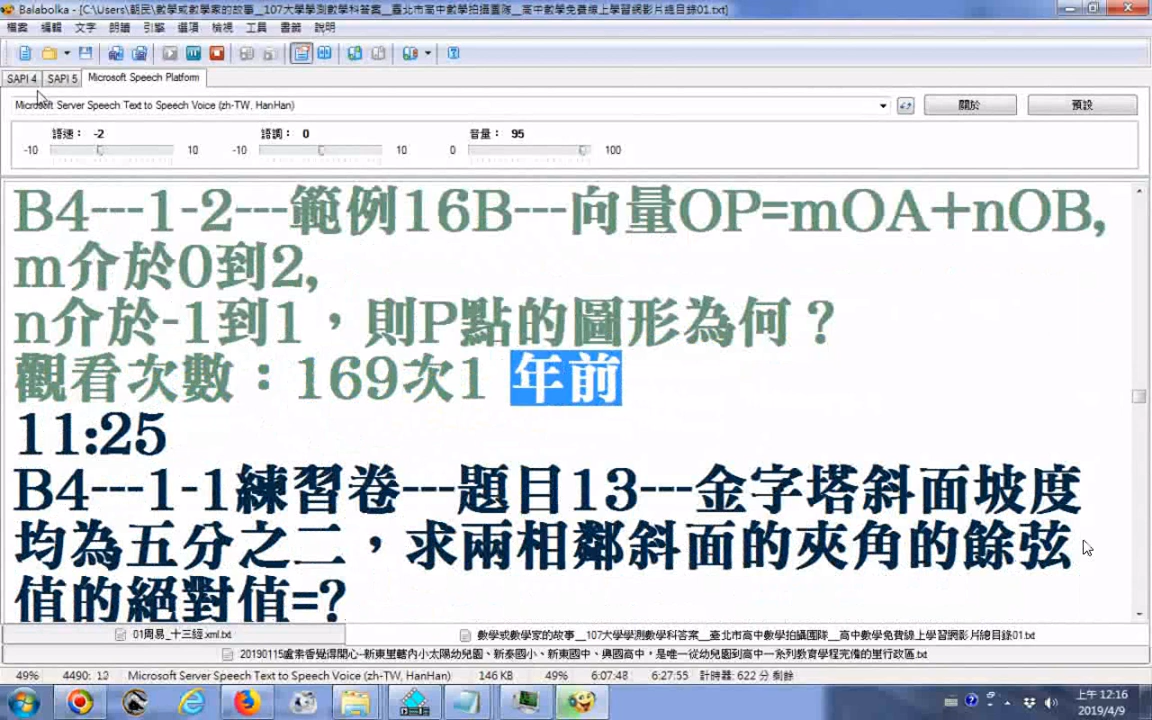 Balabolka - [C:\Users\朝民\數學或數學家的故事__107大學學測數學科答案__臺北市高中數學拍攝團隊__高中數學免費線上學習網影片總目錄01.txt]
檔案 編輯 文字 朗讀 引擎 選項 檢視 工具 書籤 說明
SAPI 4 SAPI 5 Microsoft Speech Platform
Microsoft Server Speech Text to Speech Voice (zh-TW, HanHan) 關於 預設
語速： -2 語調： 0 音量： 95
-10 10 -10 10 0 100
B4---1-2---範例16B---向量OP=mOA+nOB,
m介於0到2,
n介於-1到1，則P點的圖形為何？
觀看次數：169次1 年前
11:25
B4---1-1練習卷---題目13---金字塔斜面坡度
均為五分之二，求兩相鄰斜面的夾角的餘弦
值的絕對值=?
01周易_十三經.xml.txt 數學或數學家的故事__107大學學測數學科答案__臺北市高中數學拍攝團隊__高中數學免費線上學習網影片總目錄01.txt
20190115盧素香覺得開心--新東里轄內小太陽幼兒園、新泰國小、新東國中、興國高中，是唯一從幼兒園到高中一系列教育學程完備的里行政區.txt
49% 4490: 12 Microsoft Server Speech Text to Speech Voice (zh-TW, HanHan) 146 KB 49% 6:07:48 6:27:55 計時器: 622 分 剩餘
上午 12:16
2019/4/9